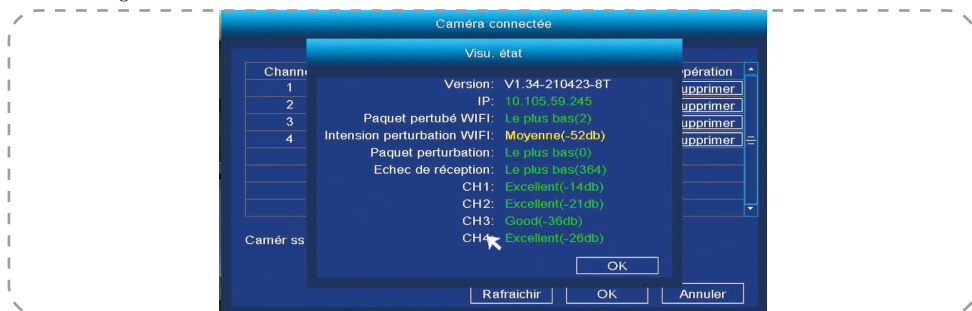 Caméra connectée
Visu. état
Chann
pération
1
upprimer
2
upprimer
3
upprimer
4
upprimer
Version: V1.34-210423-8T
IP: 10.105.59.245
Paquet pertubé WIFI: Le plus bas(2)
Intension perturbation WIFI: Moyenne(-52db)
Paquet perturbation: Le plus bas(0)
Echec de réception: Le plus bas(364)
CH1: Excellent(-14db)
CH2: Excellent(-21db)
CH3: Good(-36db)
CH4: Excellent(-26db)
Camér ss
OK
Rafraichir OK Annuler